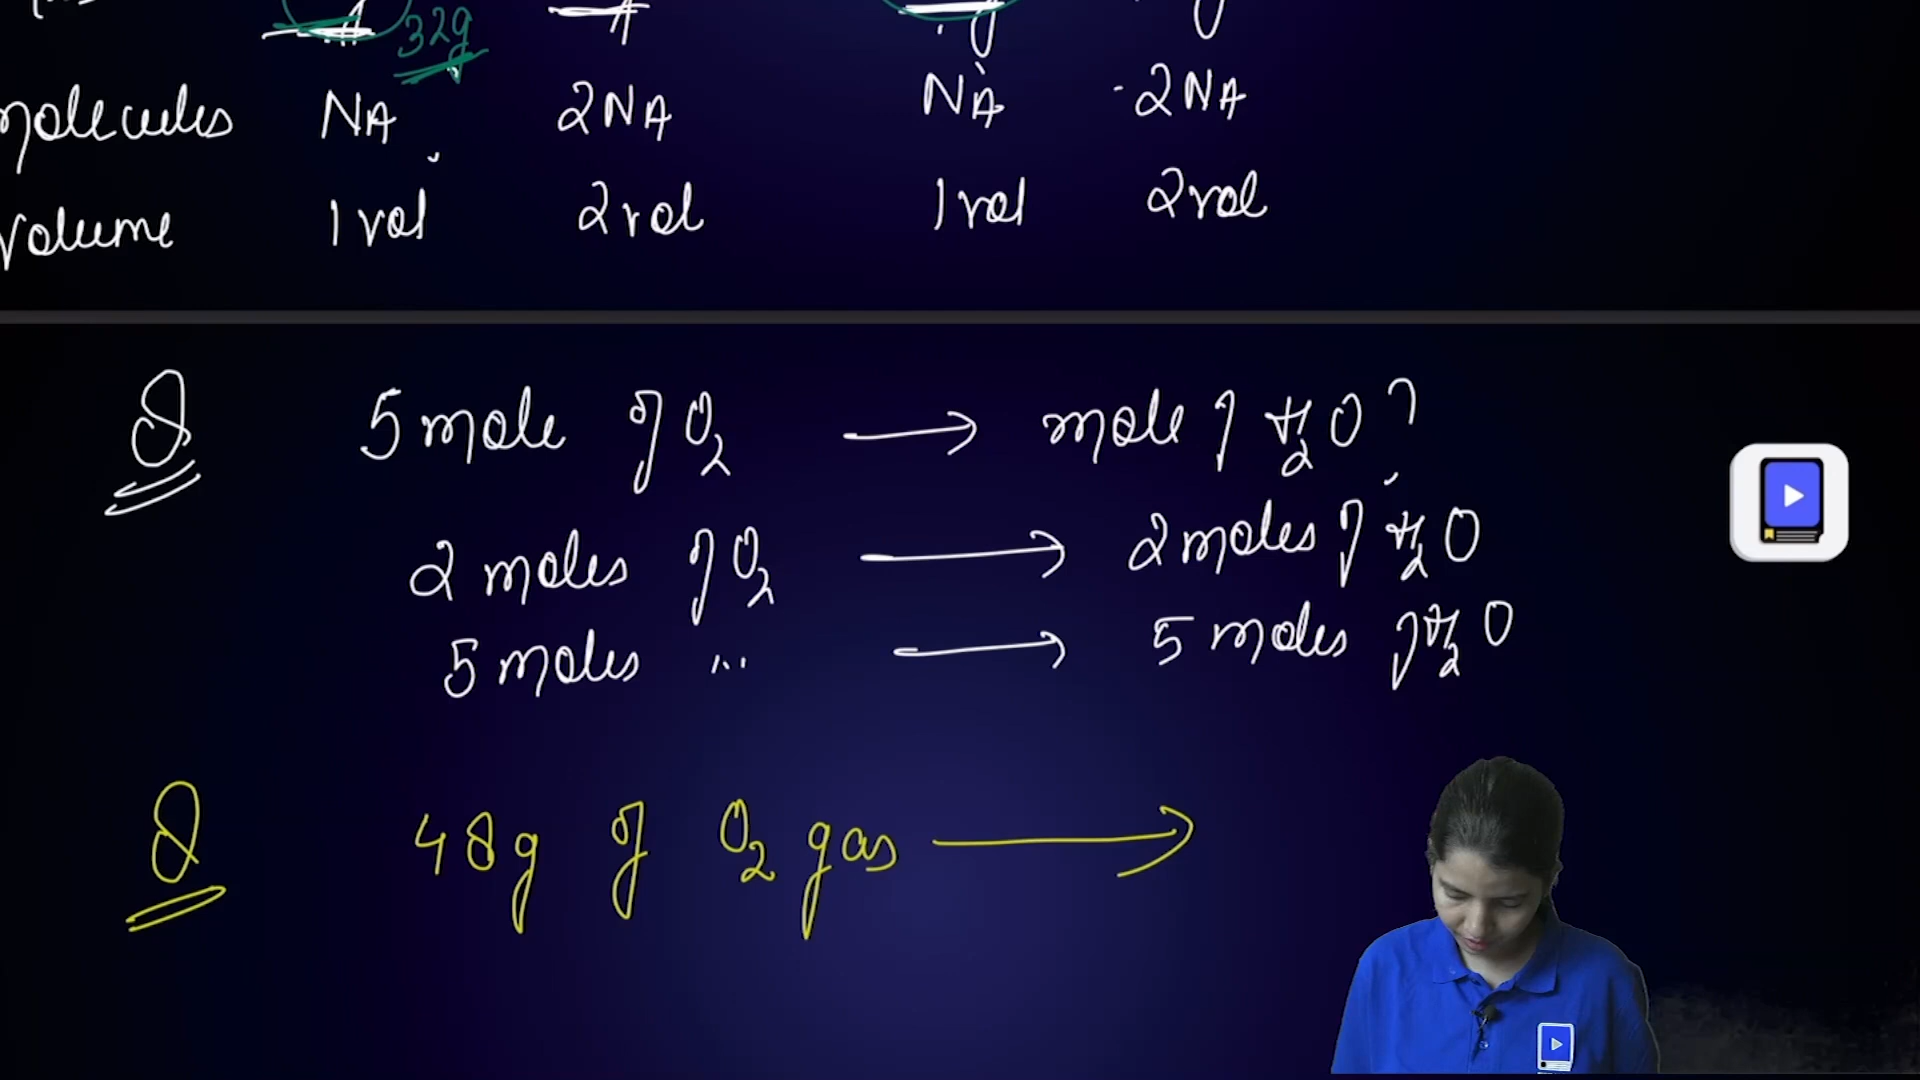 32g
molecules NA 2NA NA 2NA
volume 1 vol 2 vol 1 vol 2 vol
Q 5 mole of O₂ → mole of H₂O?
2 moles of O₂ → 2 moles of H₂O
5 moles ... → 5 moles of H₂O
Q 48g of O₂ gas →